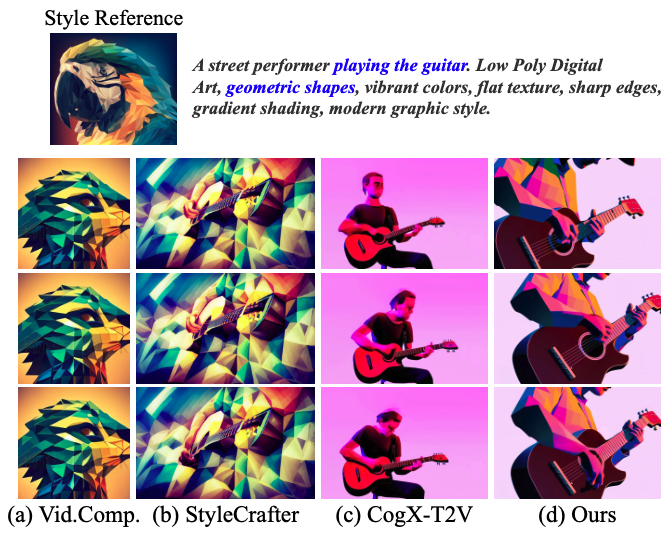 Style Reference
A street performer playing the guitar. Low Poly Digital
Art, geometric shapes, vibrant colors, flat texture, sharp edges,
gradient shading, modern graphic style.
(a) Vid.Comp. (b) StyleCrafter (c) CogX-T2V (d) Ours